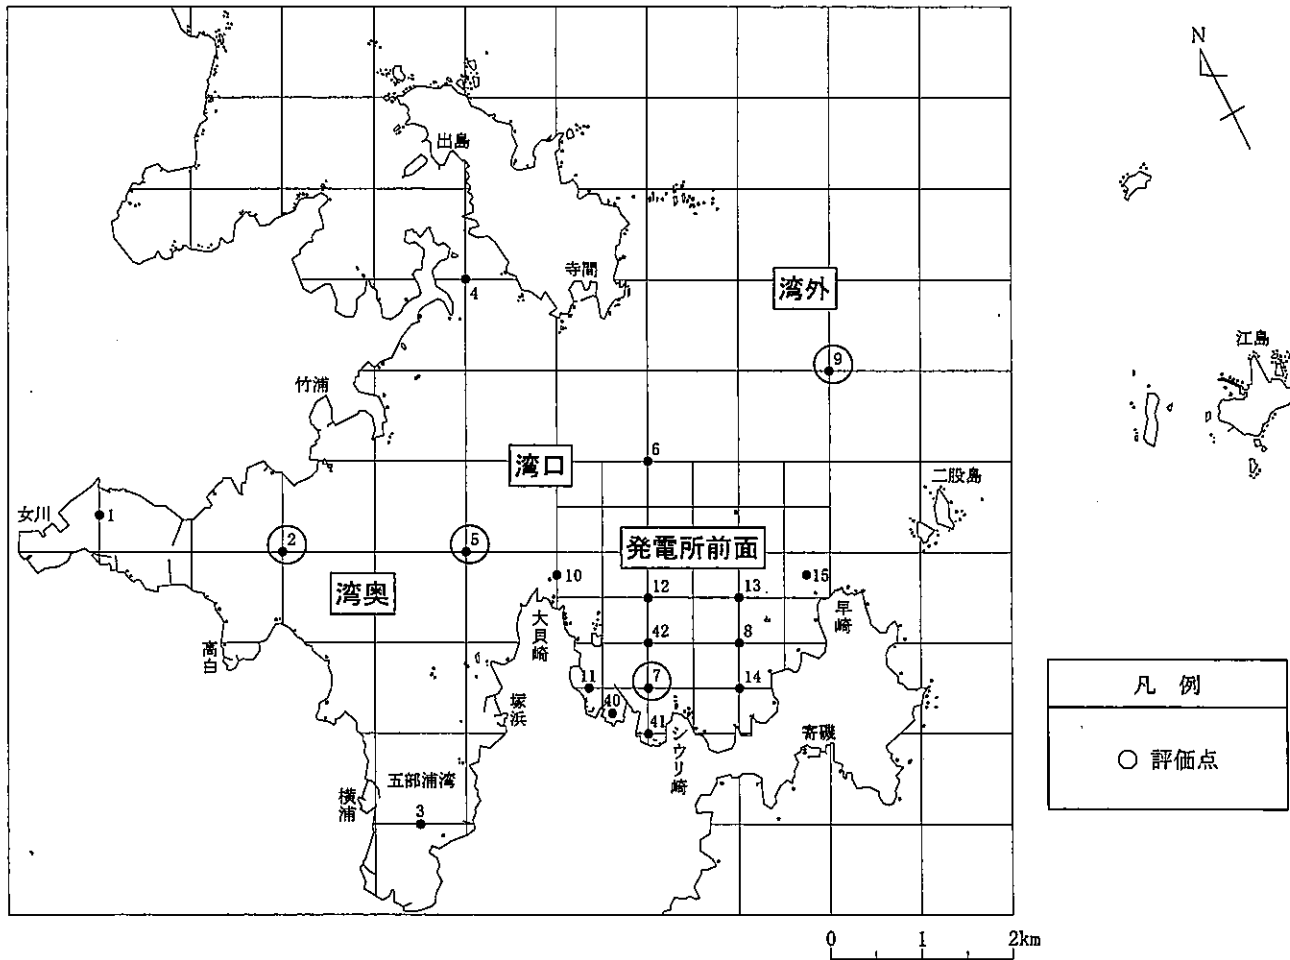 N
出島
寺間
4
湾外
9
江島
竹浦
湾口
6
二股島
女川
1
2
5
発電所前面
湾奥
10
12
13
15
大貝崎
早崎
高白
42
8
11
7
14
40
塚浜
41
シウリ崎
寄磯
凡 例
○ 評価点
五部浦湾
横浦
3
0 1 2km